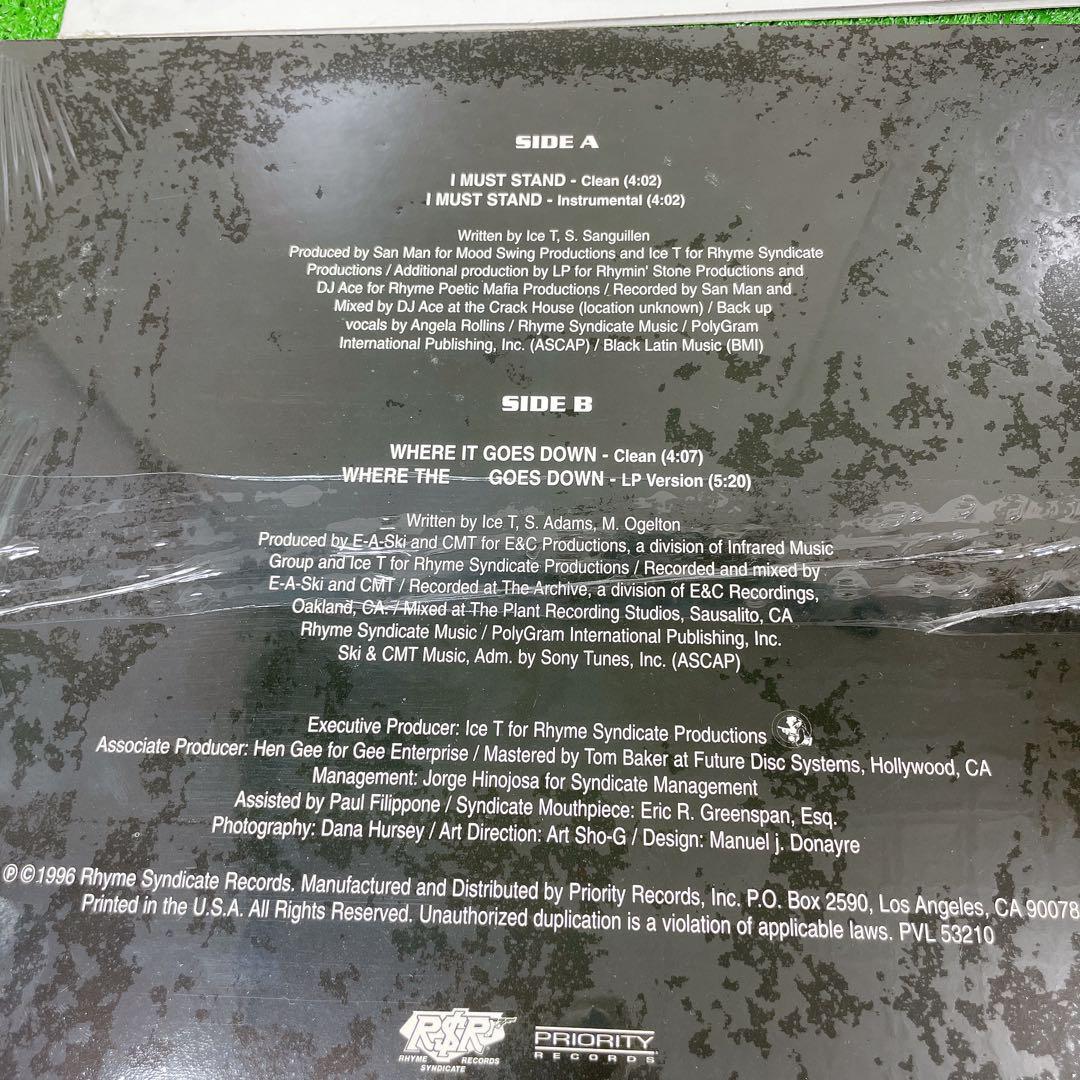 SIDE A
I MUST STAND - Clean (4:02)
I MUST STAND - Instrumental (4:02)
Written by Ice T, S. Sanguillen
Produced by San Man for Mood Swing Productions and Ice T for Rhyme Syndicate
Productions / Additional production by LP for Rhymin' Stone Productions and
DJ Ace for Rhyme Poetic Mafia Productions / Recorded by San Man and
Mixed by DJ Ace at the Crack House (location unknown) / Back up
vocals by Angela Rollins / Rhyme Syndicate Music / PolyGram
International Publishing, Inc. (ASCAP) / Black Latin Music (BMI)
SIDE B
WHERE IT GOES DOWN - Clean (4:07)
WHERE THE GOES DOWN - LP Version (5:20)
Written by Ice T, S. Adams, M. Ogelton
Produced by E-A-Ski and CMT for E&C Productions, a division of Infrared Music
Group and Ice T for Rhyme Syndicate Productions / Recorded and mixed by
E-A-Ski and CMT / Recorded at The Archive, a division of E&C Recordings,
Oakland, CA. / Mixed at The Plant Recording Studios, Sausalito, CA
Rhyme Syndicate Music / PolyGram International Publishing, Inc.
Ski & CMT Music, Adm. by Sony Tunes, Inc. (ASCAP)
Executive Producer: Ice T for Rhyme Syndicate Productions
Associate Producer: Hen Gee for Gee Enterprise / Mastered by Tom Baker at Future Disc Systems, Hollywood, CA
Management: Jorge Hinojosa for Syndicate Management
Assisted by Paul Filippone / Syndicate Mouthpiece: Eric R. Greenspan, Esq.
Photography: Dana Hursey / Art Direction: Art Sho-G / Design: Manuel j. Donayre
℗ © 1996 Rhyme Syndicate Records. Manufactured and Distributed by Priority Records, Inc. P.O. Box 2590, Los Angeles, CA 90078
Printed in the U.S.A. All Rights Reserved. Unauthorized duplication is a violation of applicable laws. PVL 53210
R$R
RHYME SYNDICATE RECORDS
PRIORITY
RECORDS